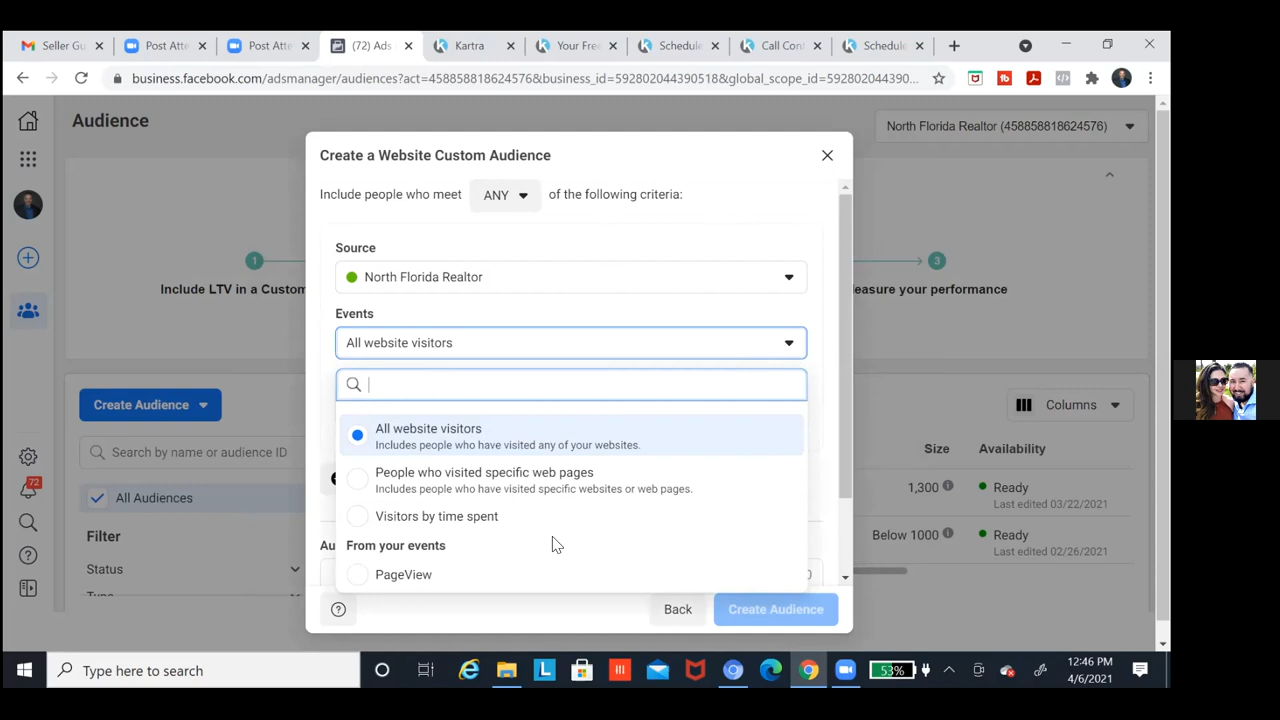 Seller Gu
Post Atte
Post Atte
(72) Ads
Kartra
Your Free
Schedule
Call Con
Schedule
business.facebook.com/adsmanager/audiences?act=458858818624576&business_id=592802044390518&global_scope_id=592802044390...
Audience
North Florida Realtor (458858818624576)
Create a Website Custom Audience
Include people who meet ANY of the following criteria:
Source
North Florida Realtor
1
3
Include LTV in a Custom
easure your performance
Events
All website visitors
Create Audience
Columns
All website visitors
Includes people who have visited any of your websites.
Search by name or audience ID
Size
Availability
People who visited specific web pages
Includes people who have visited specific websites or web pages.
All Audiences
1,300
Ready
Last edited 03/22/2021
72
Visitors by time spent
Filter
Below 1000
Ready
Last edited 02/26/2021
Au
From your events
Status
PageView
0
Type
Back
Create Audience
Type here to search
53%
12:46 PM
4/6/2021